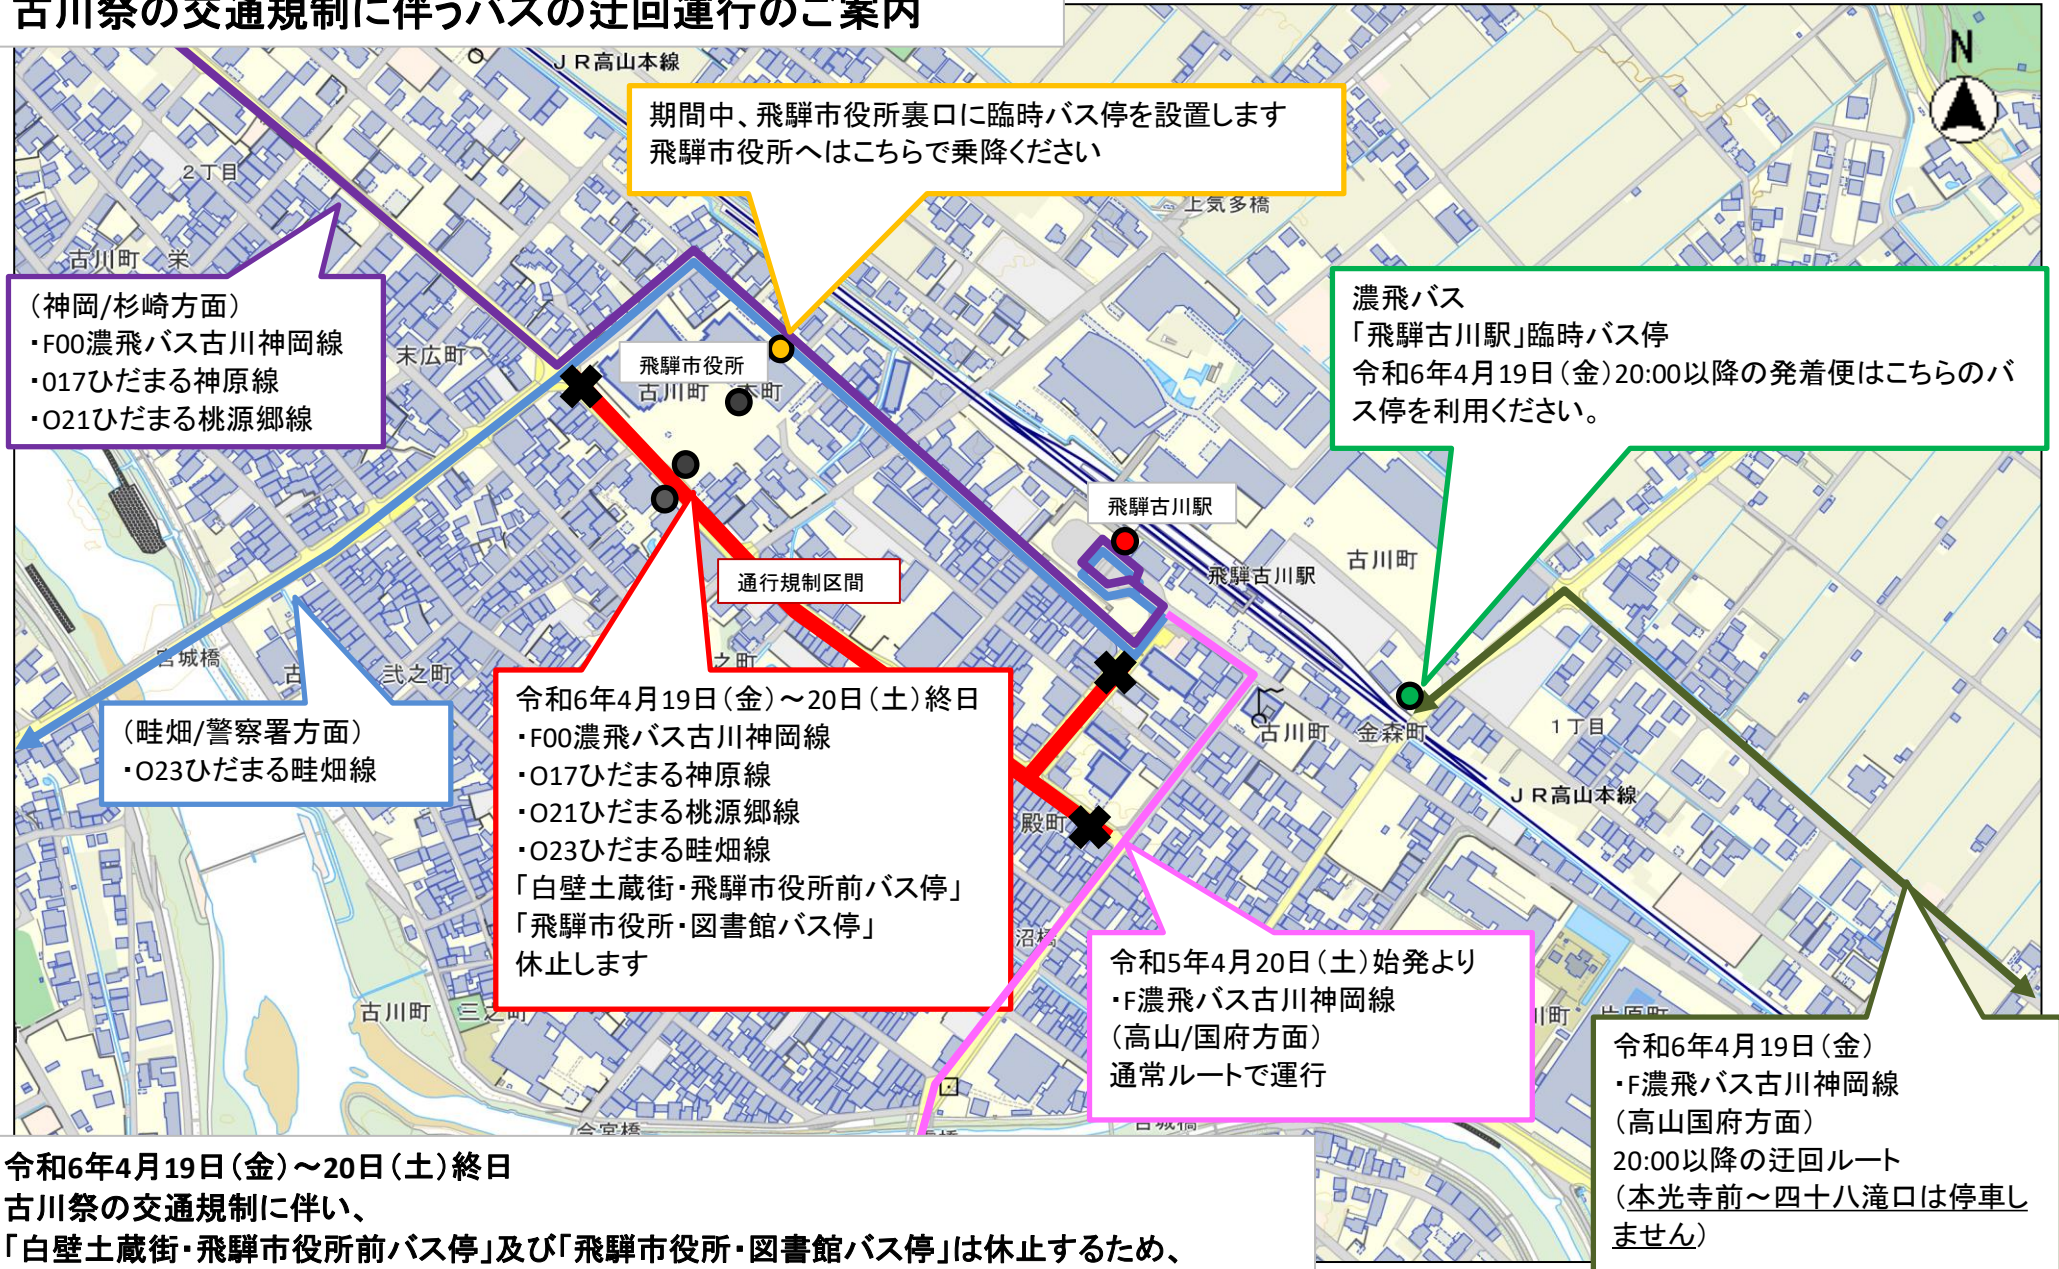 古川祭の交通規制に伴うバスの迂回運行のご案内
JR高山本線
N
期間中、飛騨市役所裏口に臨時バス停を設置します
飛騨市役所へはこちらで乗降ください
2丁目
上気多橋
古川町 栄
(神岡/杉崎方面)
・F00濃飛バス古川神岡線
・017ひだまる神原線
・O21ひだまる桃源郷線
末広町
飛騨市役所
古川町 本町
濃飛バス
「飛騨古川駅」臨時バス停
令和6年4月19日(金)20:00以降の発着便はこちらのバ
ス停を利用ください。
飛騨古川駅
飛騨古川駅
古川町
通行規制区間
宮城橋
古
弐之町
之町
(畦畑/警察署方面)
・O23ひだまる畦畑線
令和6年4月19日(金)～20日(土)終日
・F00濃飛バス古川神岡線
・O17ひだまる神原線
・O21ひだまる桃源郷線
・O23ひだまる畦畑線
「白壁土蔵街・飛騨市役所前バス停」
「飛騨市役所・図書館バス停」
休止します
古川町 金森町
1丁目
JR高山本線
殿町
沼橋
令和5年4月20日(土)始発より
・F濃飛バス古川神岡線
(高山/国府方面)
通常ルートで運行
古川町 三之町
川町 片原町
今宮橋
宮城橋
令和6年4月19日(金)
・F濃飛バス古川神岡線
(高山国府方面)
20:00以降の迂回ルート
(本光寺前～四十八滝口は停車し
ません)
令和6年4月19日(金)～20日(土)終日
古川祭の交通規制に伴い、
「白壁土蔵街・飛騨市役所前バス停」及び「飛騨市役所・図書館バス停」は休止するため、